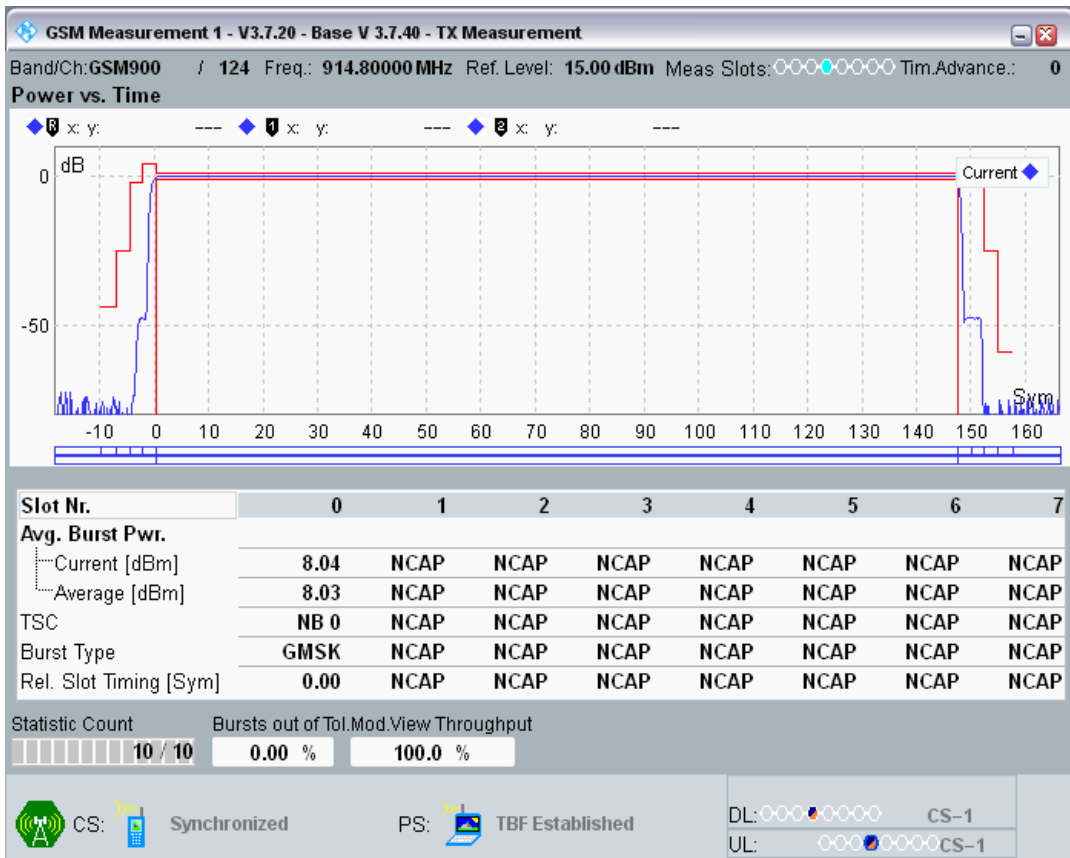 GSM Measurement 1 - V3.7.20 - Base V 3.7.40 - TX Measurement
Band/Ch:GSM900 / 124 Freq.: 914.80000 MHz Ref. Level: 15.00 dBm Meas Slots: Tim.Advance.: 0
Power vs. Time
R x: y: --- 1 x: y: --- 2 x: y: ---
dB
Current
0
-50
Sym
-10 0 10 20 30 40 50 60 70 80 90 100 110 120 130 140 150 160
Slot Nr. 0 1 2 3 4 5 6 7
Avg. Burst Pwr.
Current [dBm] 8.04 NCAP NCAP NCAP NCAP NCAP NCAP NCAP
Average [dBm] 8.03 NCAP NCAP NCAP NCAP NCAP NCAP NCAP
TSC NB 0 NCAP NCAP NCAP NCAP NCAP NCAP NCAP
Burst Type GMSK NCAP NCAP NCAP NCAP NCAP NCAP NCAP
Rel. Slot Timing [Sym] 0.00 NCAP NCAP NCAP NCAP NCAP NCAP NCAP
Statistic Count Bursts out of Tol.Mod.View Throughput
10 / 10 0.00 % 100.0 %
CS: Synchronized PS: TBF Established
DL: CS-1
UL: CS-1